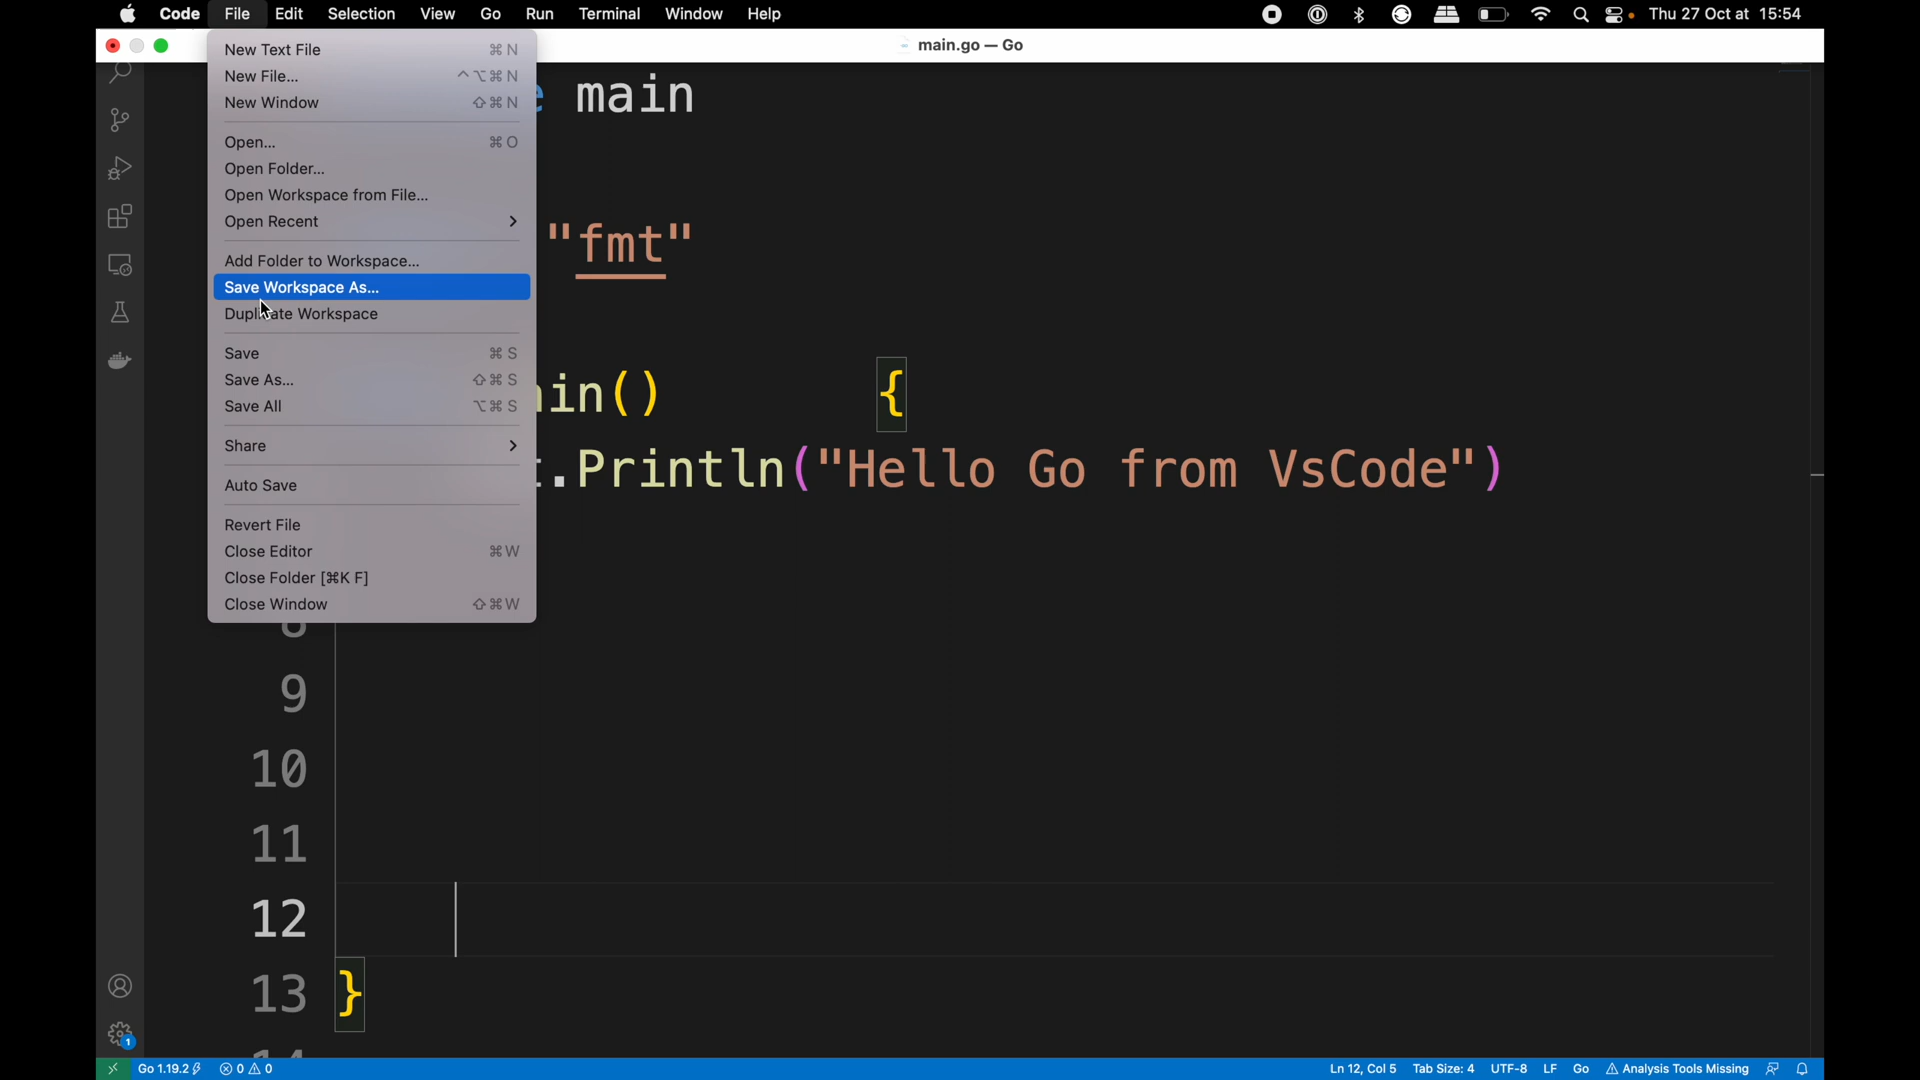 Code File Edit Selection View Go Run Terminal Window Help Thu 27 Oct at 15:54
main.go — Go
New Text File ⌘ N
New File... ^⌥⌘ N
New Window ⇧⌘ N
Open... ⌘ O
Open Folder...
Open Workspace from File...
Open Recent >
Add Folder to Workspace...
Save Workspace As...
Duplicate Workspace
Save ⌘ S
Save As... ⇧⌘ S
Save All ⌥⌘ S
Share >
Auto Save
Revert File
Close Editor ⌘W
Close Folder [⌘K F]
Close Window ⇧⌘W
main
"fmt"
in() {
.Println("Hello Go from VsCode")
8
9
10
11
12
13 }
14
1
Go 1.19.2 0 0 Ln 12, Col 5 Tab Size: 4 UTF-8 LF Go Analysis Tools Missing